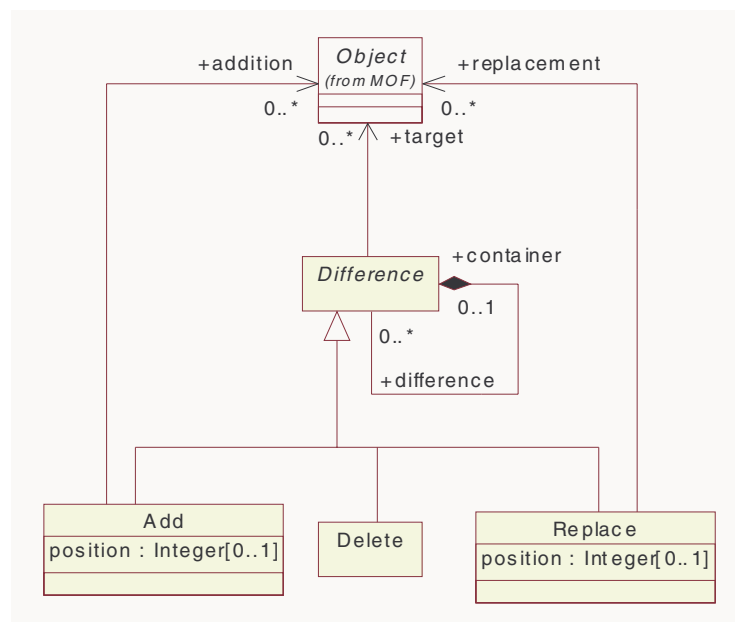 +addition
Object
+replacement
(from MOF)
0..*
0..*
0..*
+target
+container
Difference
0..1
0..*
+difference
Add
position : Integer[0..1]
Delete
Replace
position : Integer[0..1]